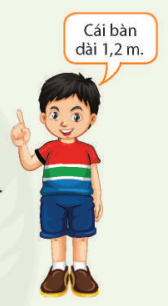 Cái bàn
dài 1,2 m.